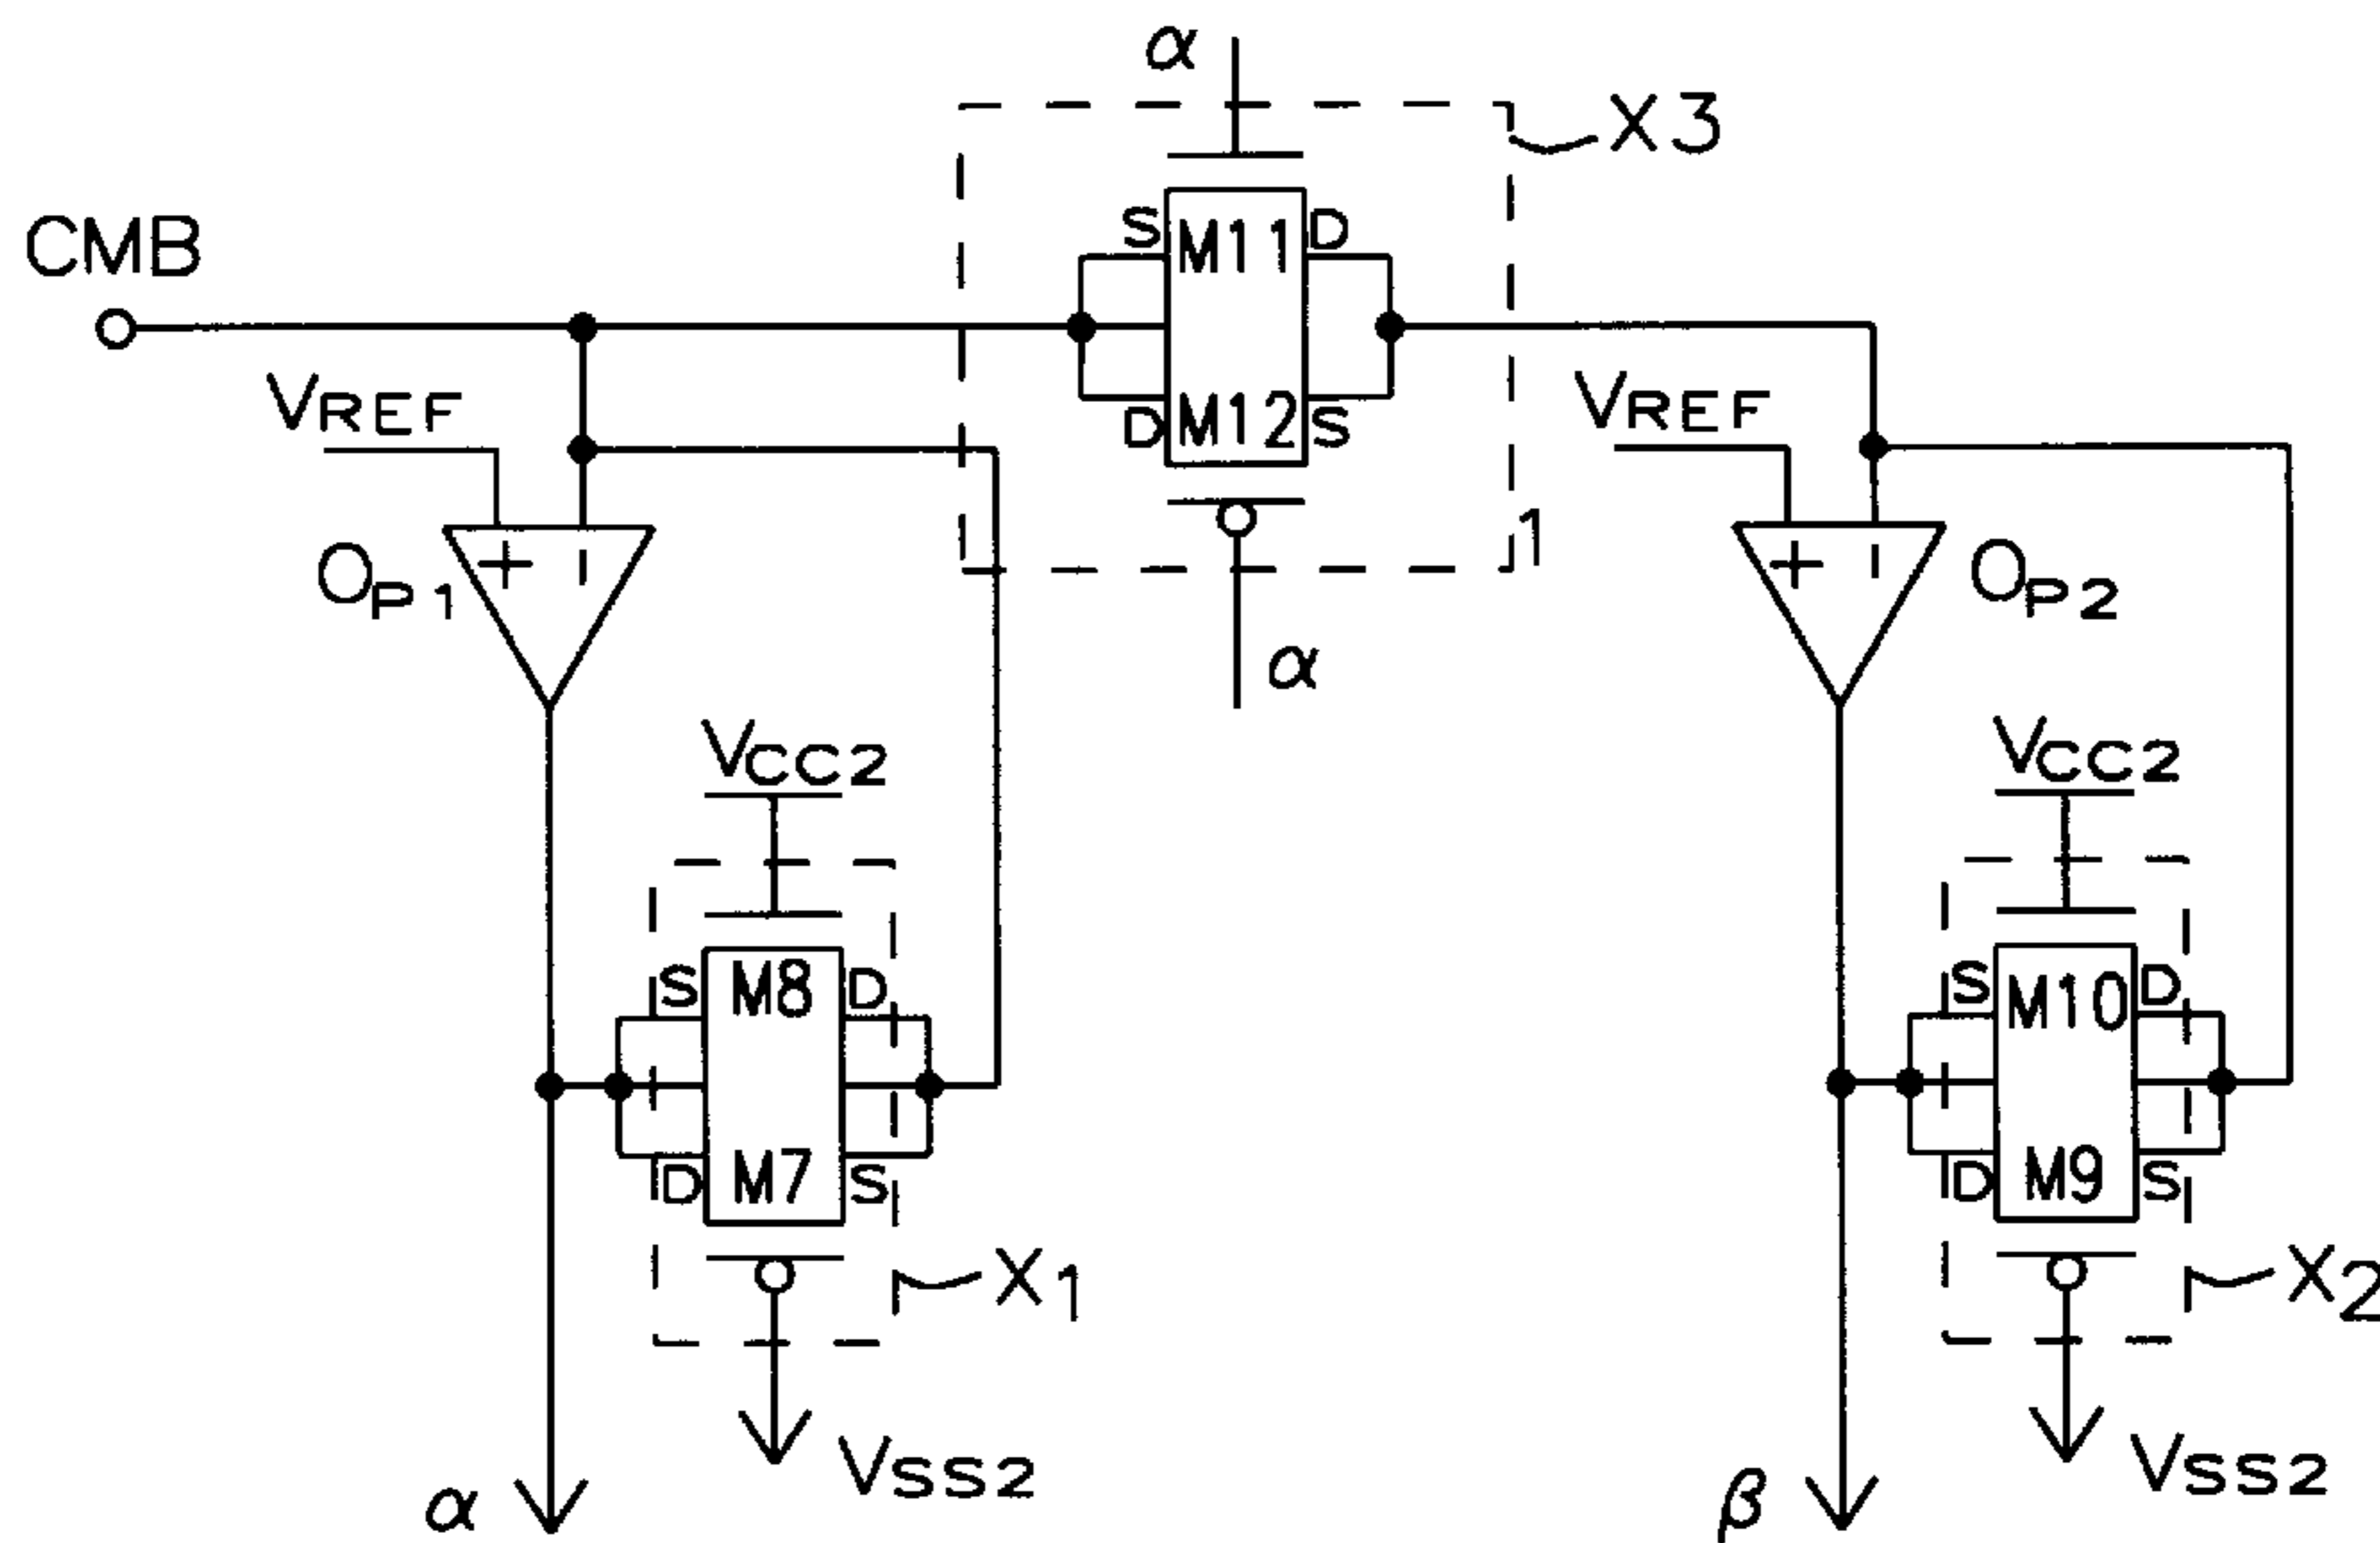 α
X3
CMB
S M11 D
D M12 S
VREF
VREF
+ -
OP1
1
+ -
OP2
α
VCC2
VCC2
S M8 D
S M10 D
D M7 S
D M9 S
X1
X2
VSS2
VSS2
α
β